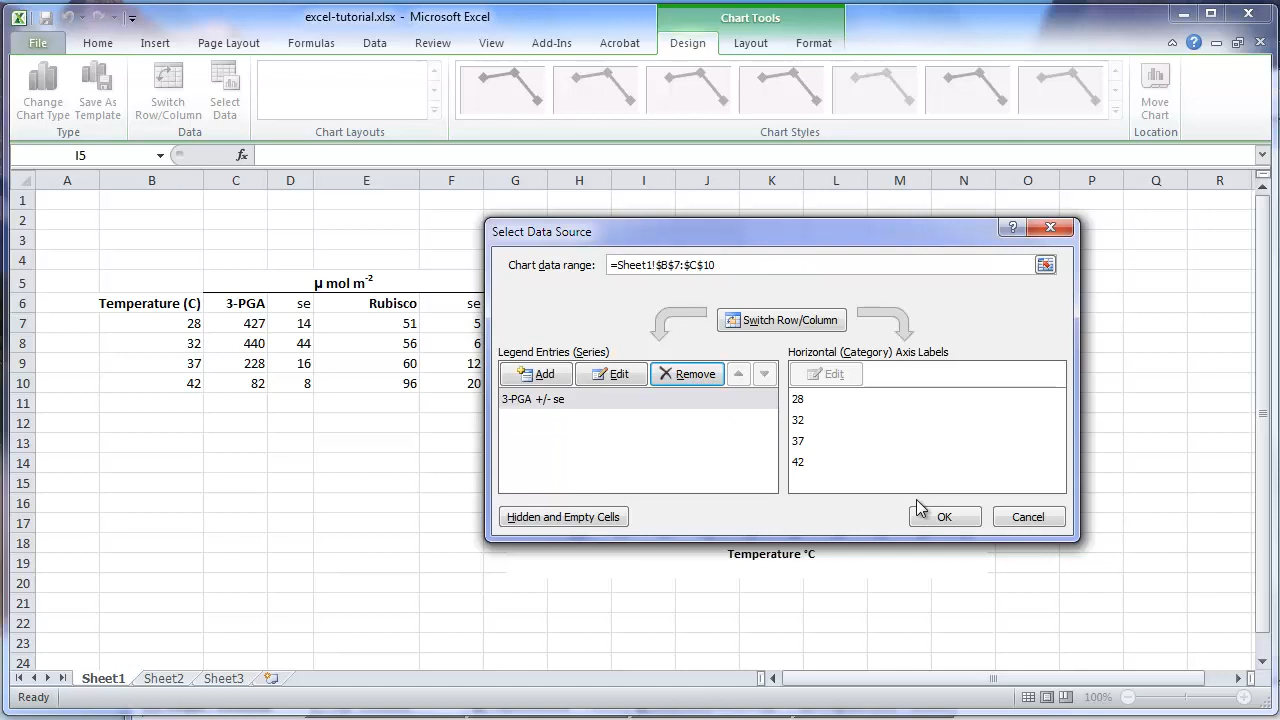 excel-tutorial.xlsx - Microsoft Excel
Chart Tools
File Home Insert Page Layout Formulas Data Review View Add-Ins Acrobat Design Layout Format
Change Chart Type
Save As Template
Switch Row/Column
Select Data
Move Chart
Type Data Chart Layouts Chart Styles Location
I5 fx
A B C D E F G H I J K L M N O P Q R
1
2
3
4
5 µ mol m-2
6 Temperature (C) 3-PGA se Rubisco se
7 28 427 14 51 5
8 32 440 44 56 6
9 37 228 16 60 12
10 42 82 8 96 20
11
12
13
14
15
16
17
18
19
20
21
22
23
24
Select Data Source
Chart data range: =Sheet1!$B$7:$C$10
Switch Row/Column
Legend Entries (Series)
Add Edit Remove
3-PGA +/- se
Horizontal (Category) Axis Labels
Edit
28
32
37
42
Hidden and Empty Cells OK Cancel
Temperature °C
Sheet1 Sheet2 Sheet3
Ready 100%